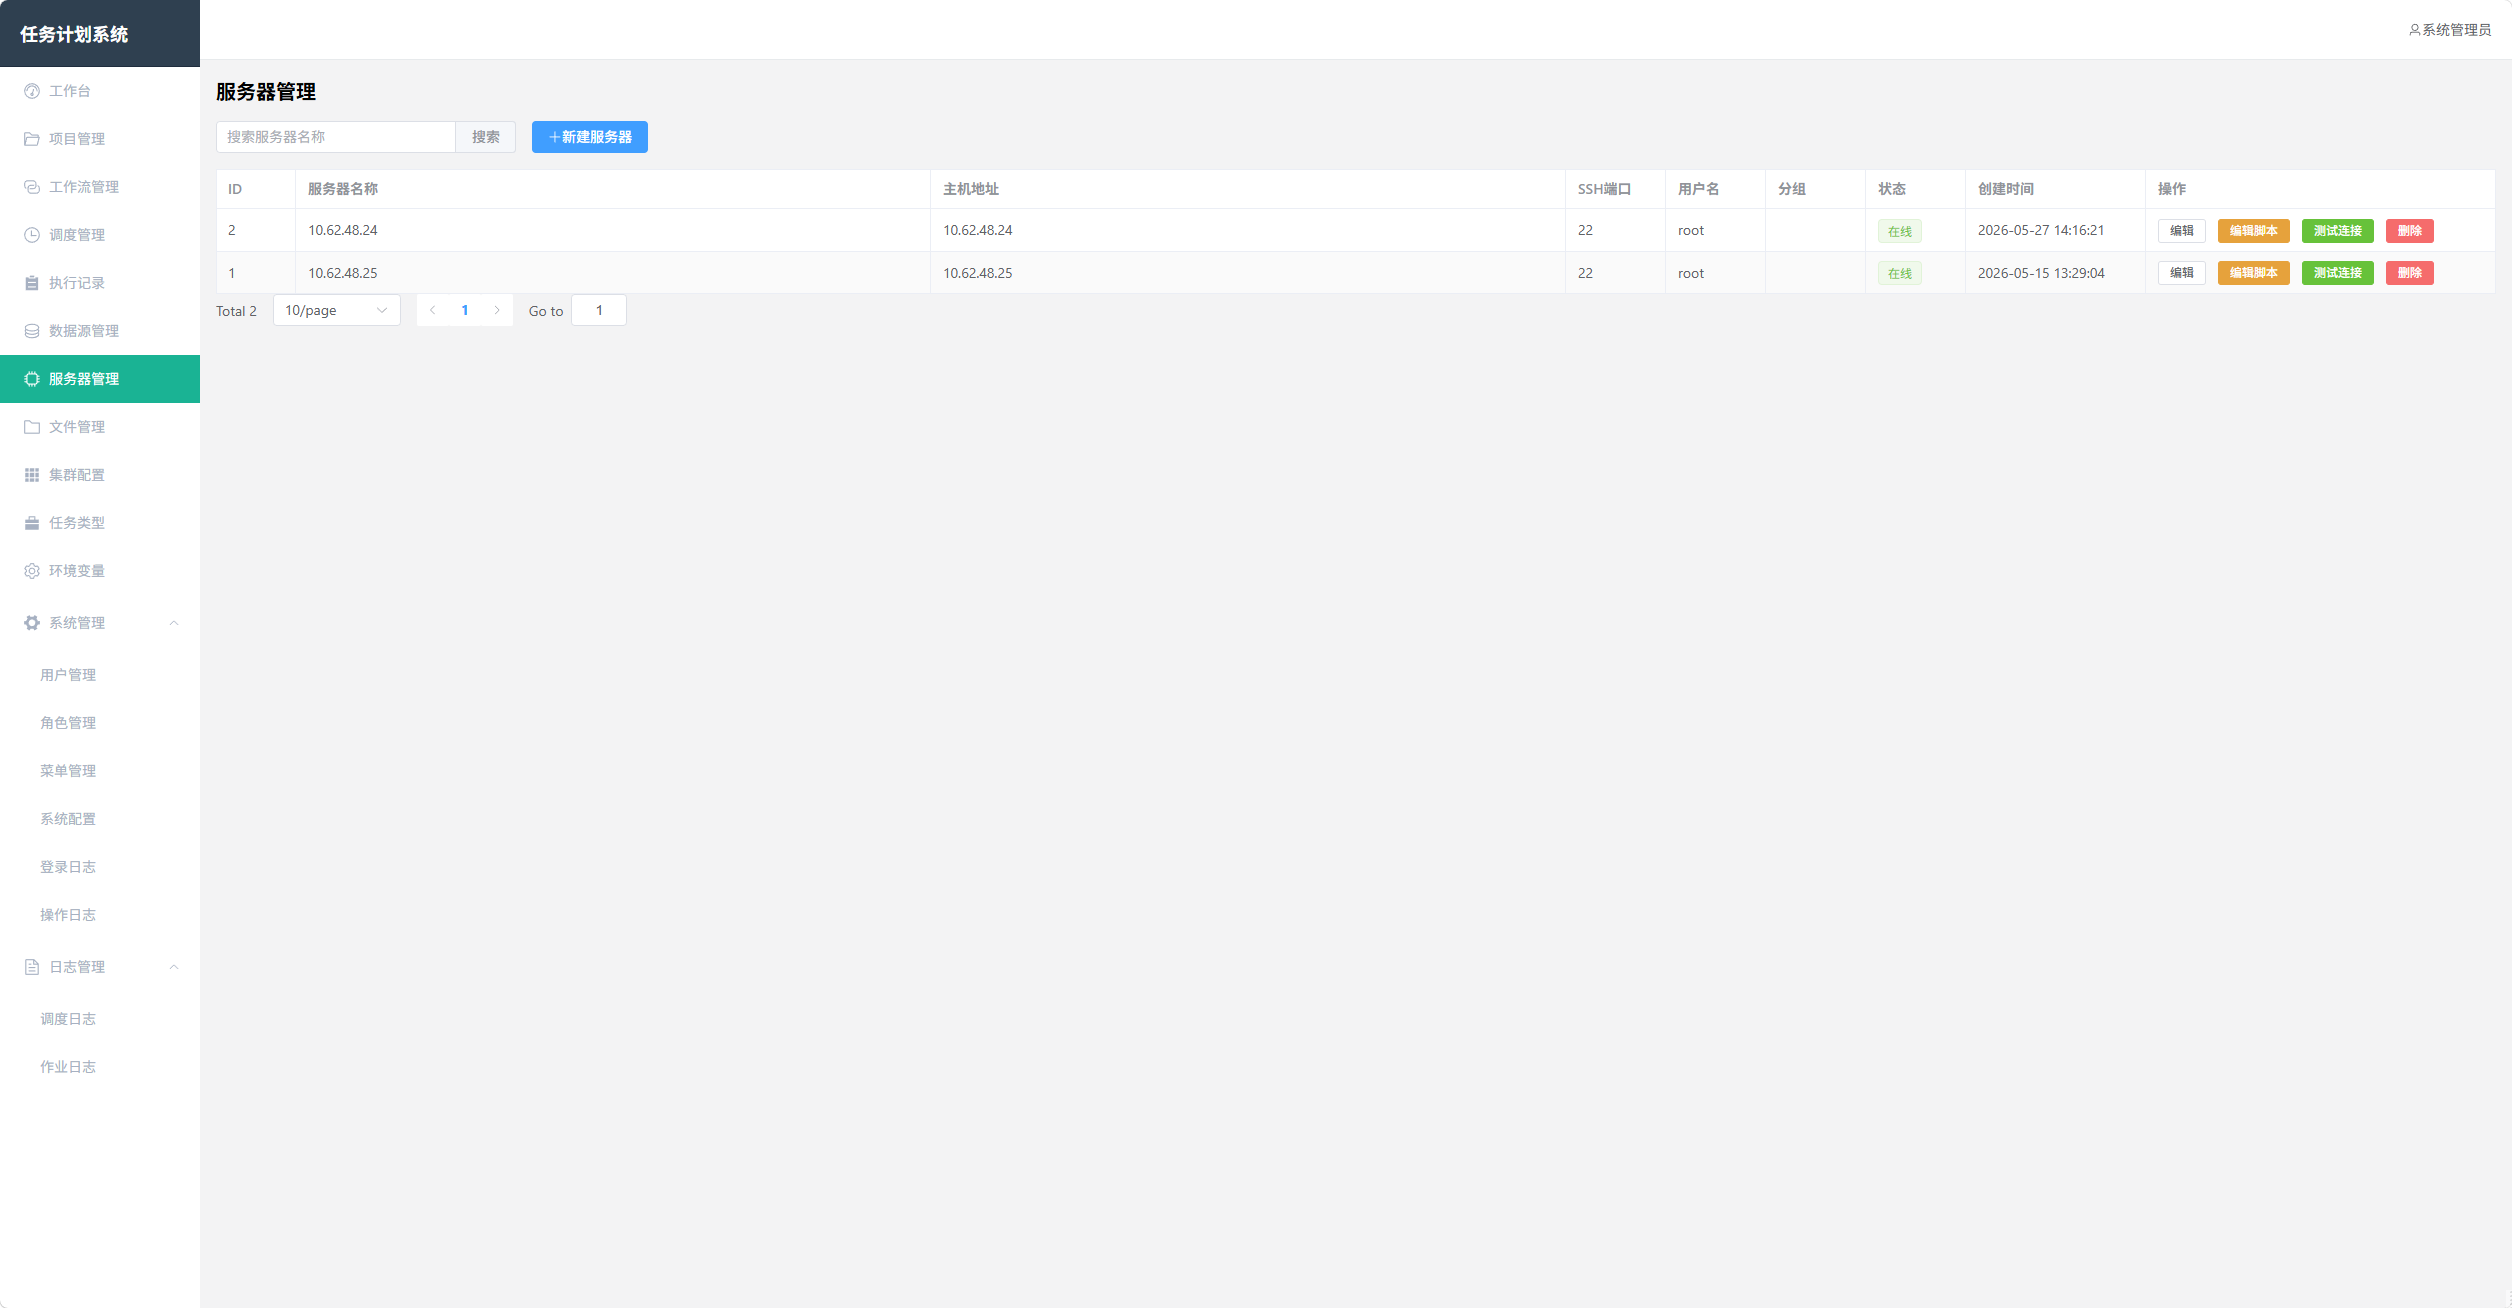 任务计划系统
系统管理员
工作台
项目管理
工作流管理
调度管理
执行记录
数据源管理
服务器管理
文件管理
集群配置
任务类型
环境变量
系统管理
用户管理
角色管理
菜单管理
系统配置
登录日志
操作日志
日志管理
调度日志
作业日志
服务器管理
搜索服务器名称 搜索 新建服务器
ID 服务器名称 主机地址 SSH端口 用户名 分组 状态 创建时间 操作
2 10.62.48.24 10.62.48.24 22 root 在线 2026-05-27 14:16:21 编辑 编辑脚本 测试连接 删除
1 10.62.48.25 10.62.48.25 22 root 在线 2026-05-15 13:29:04 编辑 编辑脚本 测试连接 删除
Total 2 10/page 1 Go to 1